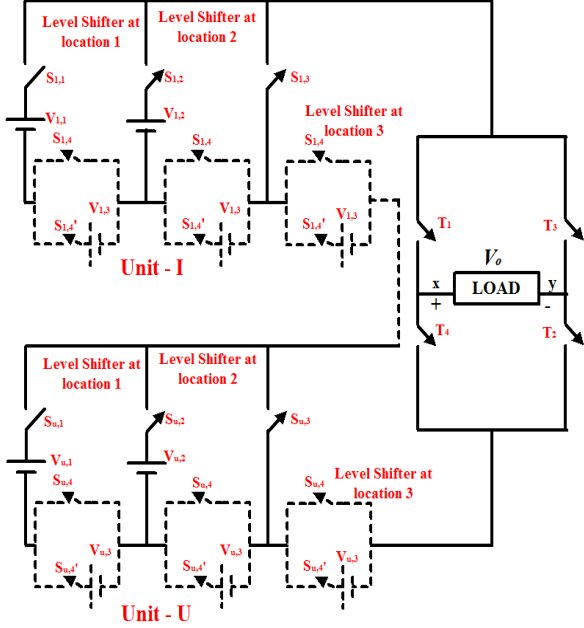 Level Shifter at
location 1
Level Shifter at
location 2
S1,1
S1,2
S1,3
V1,1
V1,2
Level Shifter at
location 3
S1,4
S1,4
S1,4
V1,3
V1,3
V1,3
S1,4'
S1,4'
S1,4'
Unit - I
T1
T3
Vo
x
LOAD
y
+
-
T4
T2
Level Shifter at
location 1
Level Shifter at
location 2
Su,1
Su,2
Su,3
Vu,1
Vu,2
Level Shifter at
location 3
Su,4
Su,4
Su,4
Vu,3
Vu,3
Vu,3
Su,4'
Su,4'
Su,4'
Unit - U